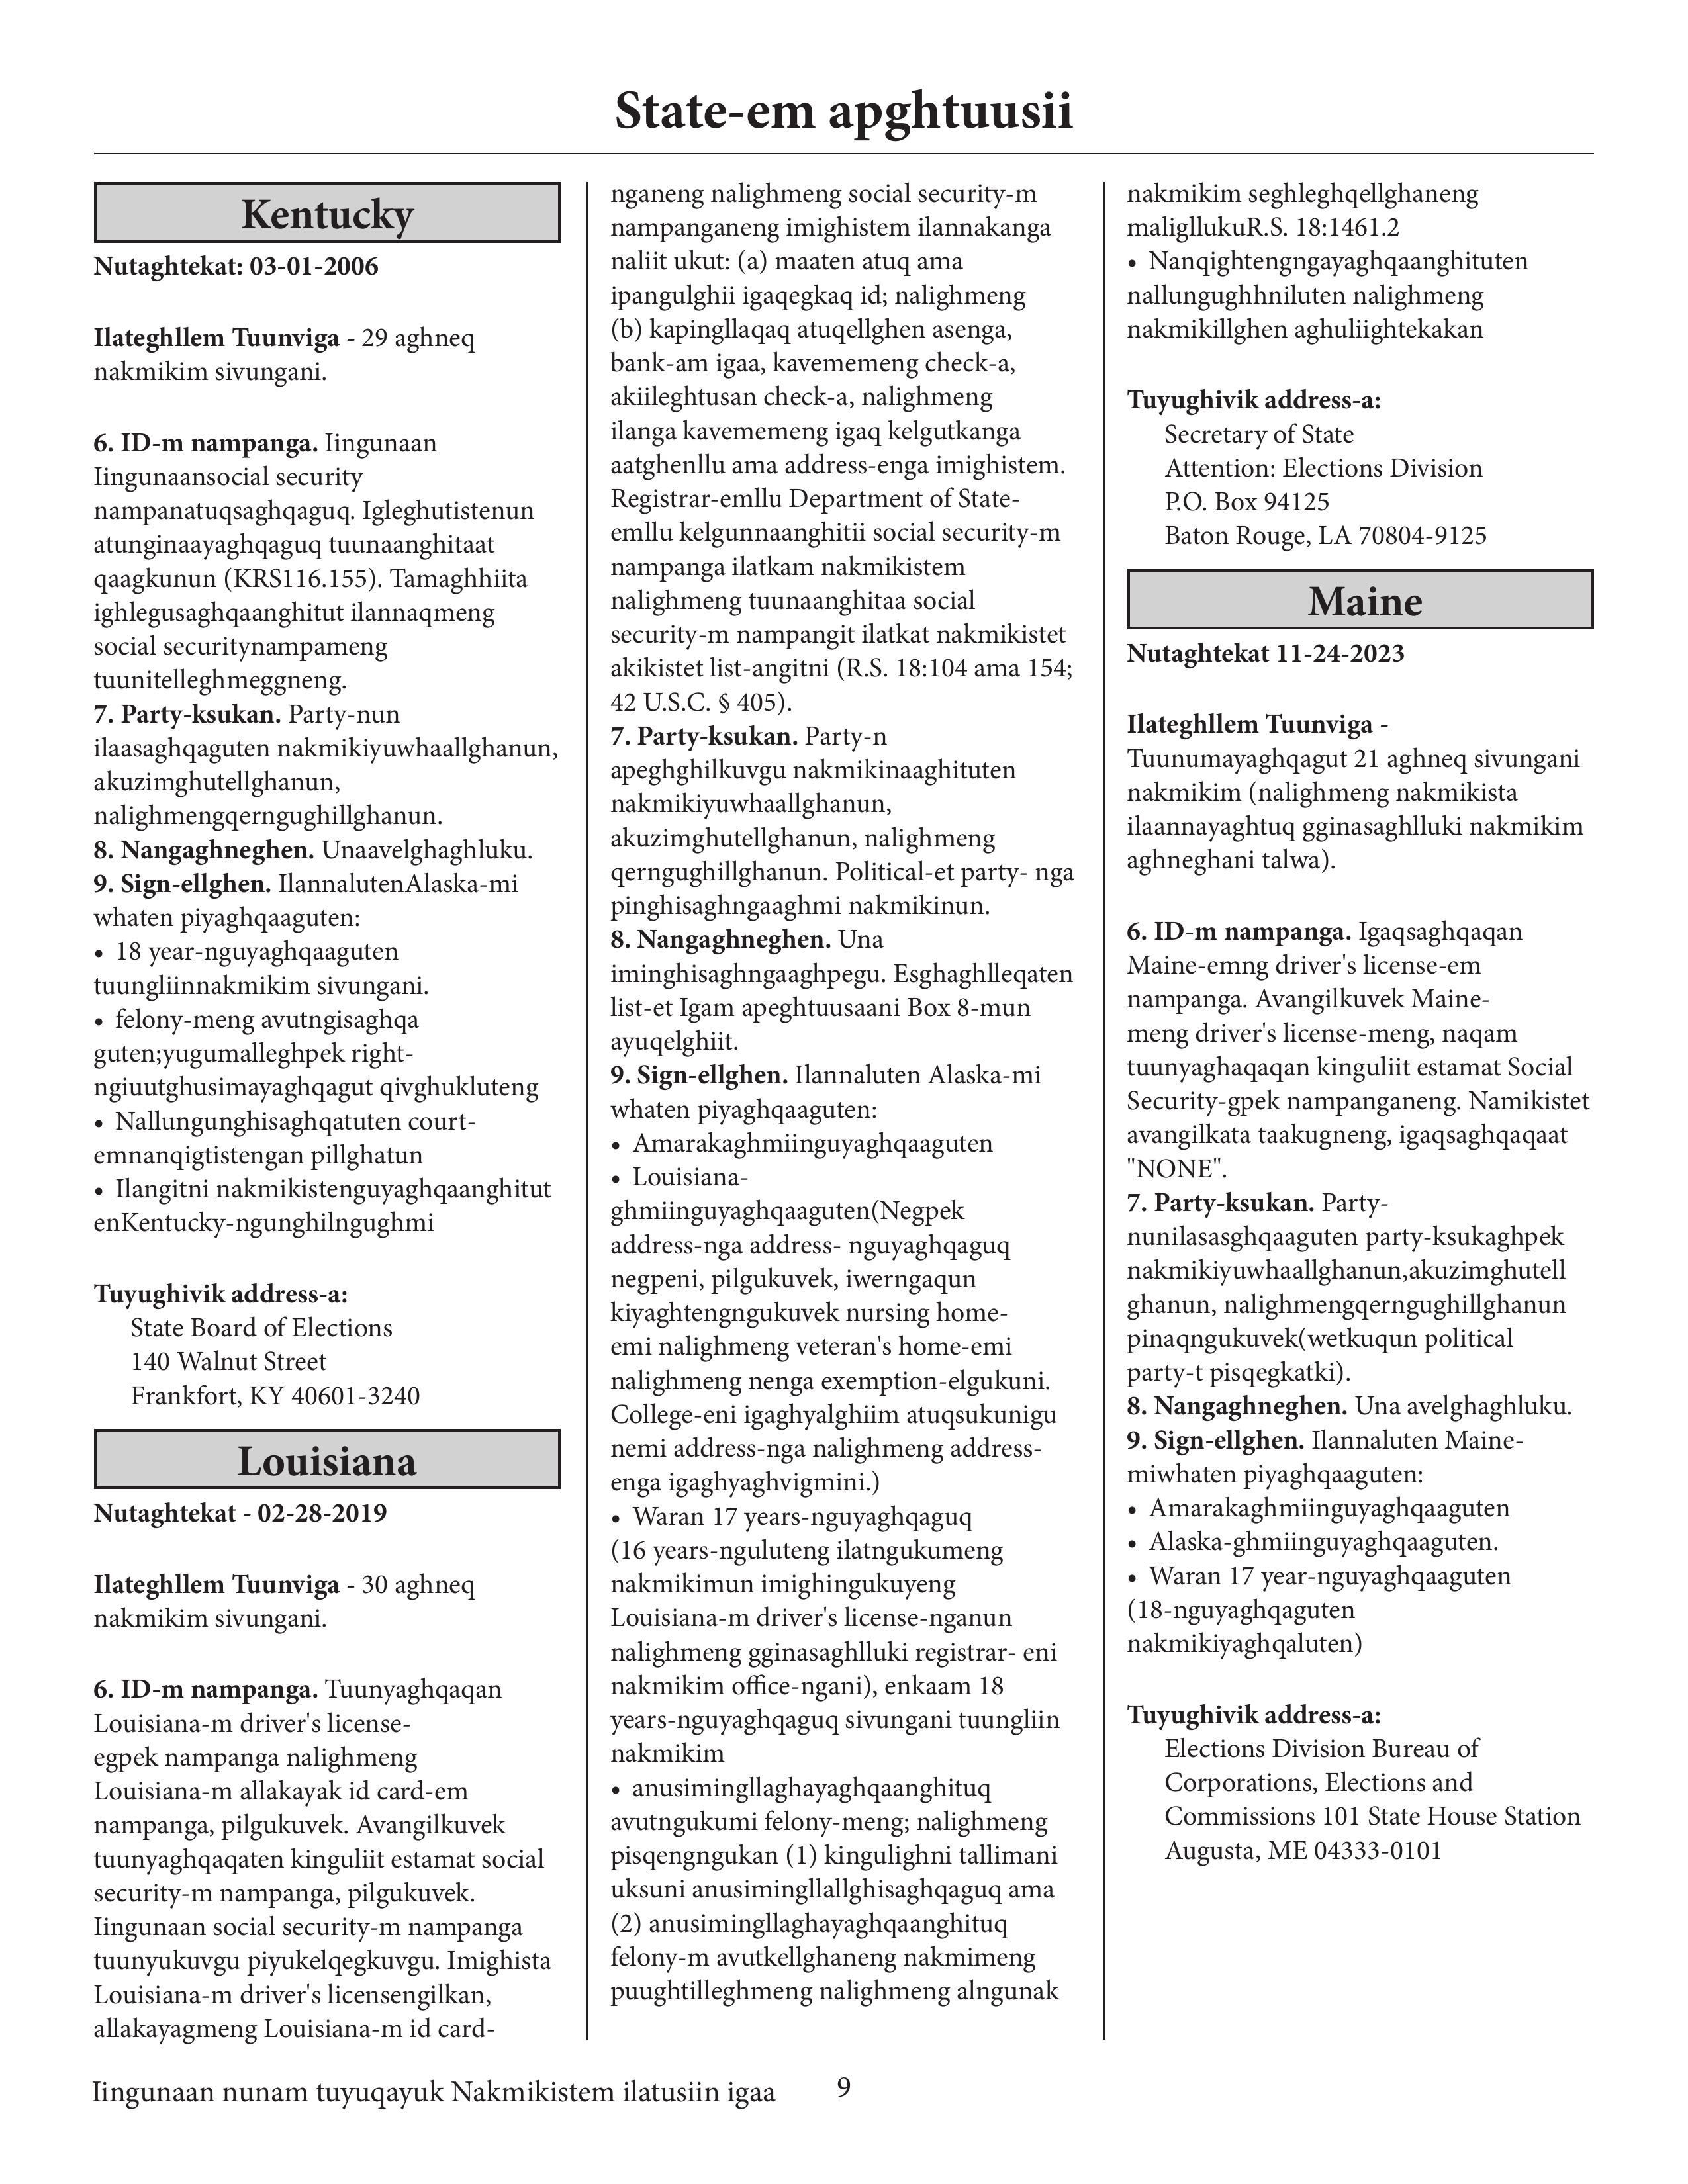 State-em apghtuusii
Kentucky
Nutaghtekat: 03-01-2006
Ilateghllem Tuunviga - 29 aghneq
nakmikim sivungani.
6. ID-m nampanga. Iingunaan
Iingunaansocial security
nampanatuqsaghqaguq. Igleghutistenun
atunginaayaghqaguq tuunaanghitaat
qaagkunun (KRS116.155). Tamaghhiita
ighlegusaghqaanghitut ilannaqmeng
social securitynampameng
tuunitelleghmeggneng.
7. Party-ksukan. Party-nun
ilaasaghqaguten nakmikiyuwhaallghanun,
akuzimghutellghanun,
nalighmengqerngughillghanun.
8. Nangaghneghen. Unaavelghaghluku.
9. Sign-ellghen. IlannalutenAlaska-mi
whaten piyaghqaaguten:
• 18 year-nguyaghqaaguten
tuungliinnakmikim sivungani.
• felony-meng avutngisaghqa
guten;yugumalleghpek right-
ngiuutghusimayaghqagut qivghukluteng
• Nallungunghisaghqatuten court-
emnanqigtistengan pillghatun
• Ilangitni nakmikistenguyaghqaanghitut
enKentucky-ngunghilngughmi
Tuyughivik address-a:
State Board of Elections
140 Walnut Street
Frankfort, KY 40601-3240
Louisiana
Nutaghtekat - 02-28-2019
Ilateghllem Tuunviga - 30 aghneq
nakmikim sivungani.
6. ID-m nampanga. Tuunyaghqaqan
Louisiana-m driver's license-
egpek nampanga nalighmeng
Louisiana-m allakayak id card-em
nampanga, pilgukuvek. Avangilkuvek
tuunyaghqaqaten kinguliit estamat social
security-m nampanga, pilgukuvek.
Iingunaan social security-m nampanga
tuunyukuvgu piyukelqegkuvgu. Imighista
Louisiana-m driver's licensengilkan,
allakayagmeng Louisiana-m id card-
nganeng nalighmeng social security-m
nampanganeng imighistem ilannakanga
naliit ukut: (a) maaten atuq ama
ipangulghii igaqegkaq id; nalighmeng
(b) kapingllaqaq atuqellghen asenga,
bank-am igaa, kavememeng check-a,
akiileghtusan check-a, nalighmeng
ilanga kavememeng igaq kelgutkanga
aatghenllu ama address-enga imighistem.
Registrar-emllu Department of State-
emllu kelgunnaanghitii social security-m
nampanga ilatkam nakmikistem
nalighmeng tuunaanghitaa social
security-m nampangit ilatkat nakmikistet
akikistet list-angitni (R.S. 18:104 ama 154;
42 U.S.C. § 405).
7. Party-ksukan. Party-n
apeghghilkuvgu nakmikinaaghituten
nakmikiyuwhaallghanun,
akuzimghutellghanun, nalighmeng
qerngughillghanun. Political-et party- nga
pinghisaghngaaghmi nakmikinun.
8. Nangaghneghen. Una
iminghisaghngaaghpegu. Esghaghlleqaten
list-et Igam apeghtuusaani Box 8-mun
ayuqelghiit.
9. Sign-ellghen. Ilannaluten Alaska-mi
whaten piyaghqaaguten:
• Amarakaghmiinguyaghqaaguten
• Louisiana-
ghmiinguyaghqaaguten(Negpek
address-nga address- nguyaghqaguq
negpeni, pilgukuvek, iwerngaqun
kiyaghtengngukuvek nursing home-
emi nalighmeng veteran's home-emi
nalighmeng nenga exemption-elgukuni.
College-eni igaghyalghiim atuqsukunigu
nemi address-nga nalighmeng address-
enga igaghyaghvigmini.)
• Waran 17 years-nguyaghqaguq
(16 years-nguluteng ilatngukumeng
nakmikimun imighingukuyeng
Louisiana-m driver's license-nganun
nalighmeng gginasaghlluki registrar- eni
nakmikim office-ngani), enkaam 18
years-nguyaghqaguq sivungani tuungliin
nakmikim
• anusimingllaghayaghqaanghituq
avutngukumi felony-meng; nalighmeng
pisqengngukan (1) kingulighni tallimani
uksuni anusimingllallghisaghqaguq ama
(2) anusimingllaghayaghqaanghituq
felony-m avutkellghaneng nakmimeng
puughtilleghmeng nalighmeng alngunak
nakmikim seghleghqellghaneng
maligllukuR.S. 18:1461.2
• Nanqightengngayaghqaanghituten
nallungughhniluten nalighmeng
nakmikillghen aghuliightekakan
Tuyughivik address-a:
Secretary of State
Attention: Elections Division
P.O. Box 94125
Baton Rouge, LA 70804-9125
Maine
Nutaghtekat 11-24-2023
Ilateghllem Tuunviga -
Tuunumayaghqagut 21 aghneq sivungani
nakmikim (nalighmeng nakmikista
ilaannayaghtuq gginasaghlluki nakmikim
aghneghani talwa).
6. ID-m nampanga. Igaqsaghqaqan
Maine-emng driver's license-em
nampanga. Avangilkuvek Maine-
meng driver's license-meng, naqam
tuunyaghaqaqan kinguliit estamat Social
Security-gpek nampanganeng. Namikistet
avangilkata taakugneng, igaqsaghqaqaat
"NONE".
7. Party-ksukan. Party-
nunilasasghqaaguten party-ksukaghpek
nakmikiyuwhaallghanun,akuzimghutell
ghanun, nalighmengqerngughillghanun
pinaqngukuvek(wetkuqun political
party-t pisqegkatki).
8. Nangaghneghen. Una avelghaghluku.
9. Sign-ellghen. Ilannaluten Maine-
miwhaten piyaghqaaguten:
• Amarakaghmiinguyaghqaaguten
• Alaska-ghmiinguyaghqaaguten.
• Waran 17 year-nguyaghqaaguten
(18-nguyaghqaguten
nakmikiyaghqaluten)
Tuyughivik address-a:
Elections Division Bureau of
Corporations, Elections and
Commissions 101 State House Station
Augusta, ME 04333-0101
Iingunaan nunam tuyuqayuk Nakmikistem ilatusiin igaa 9